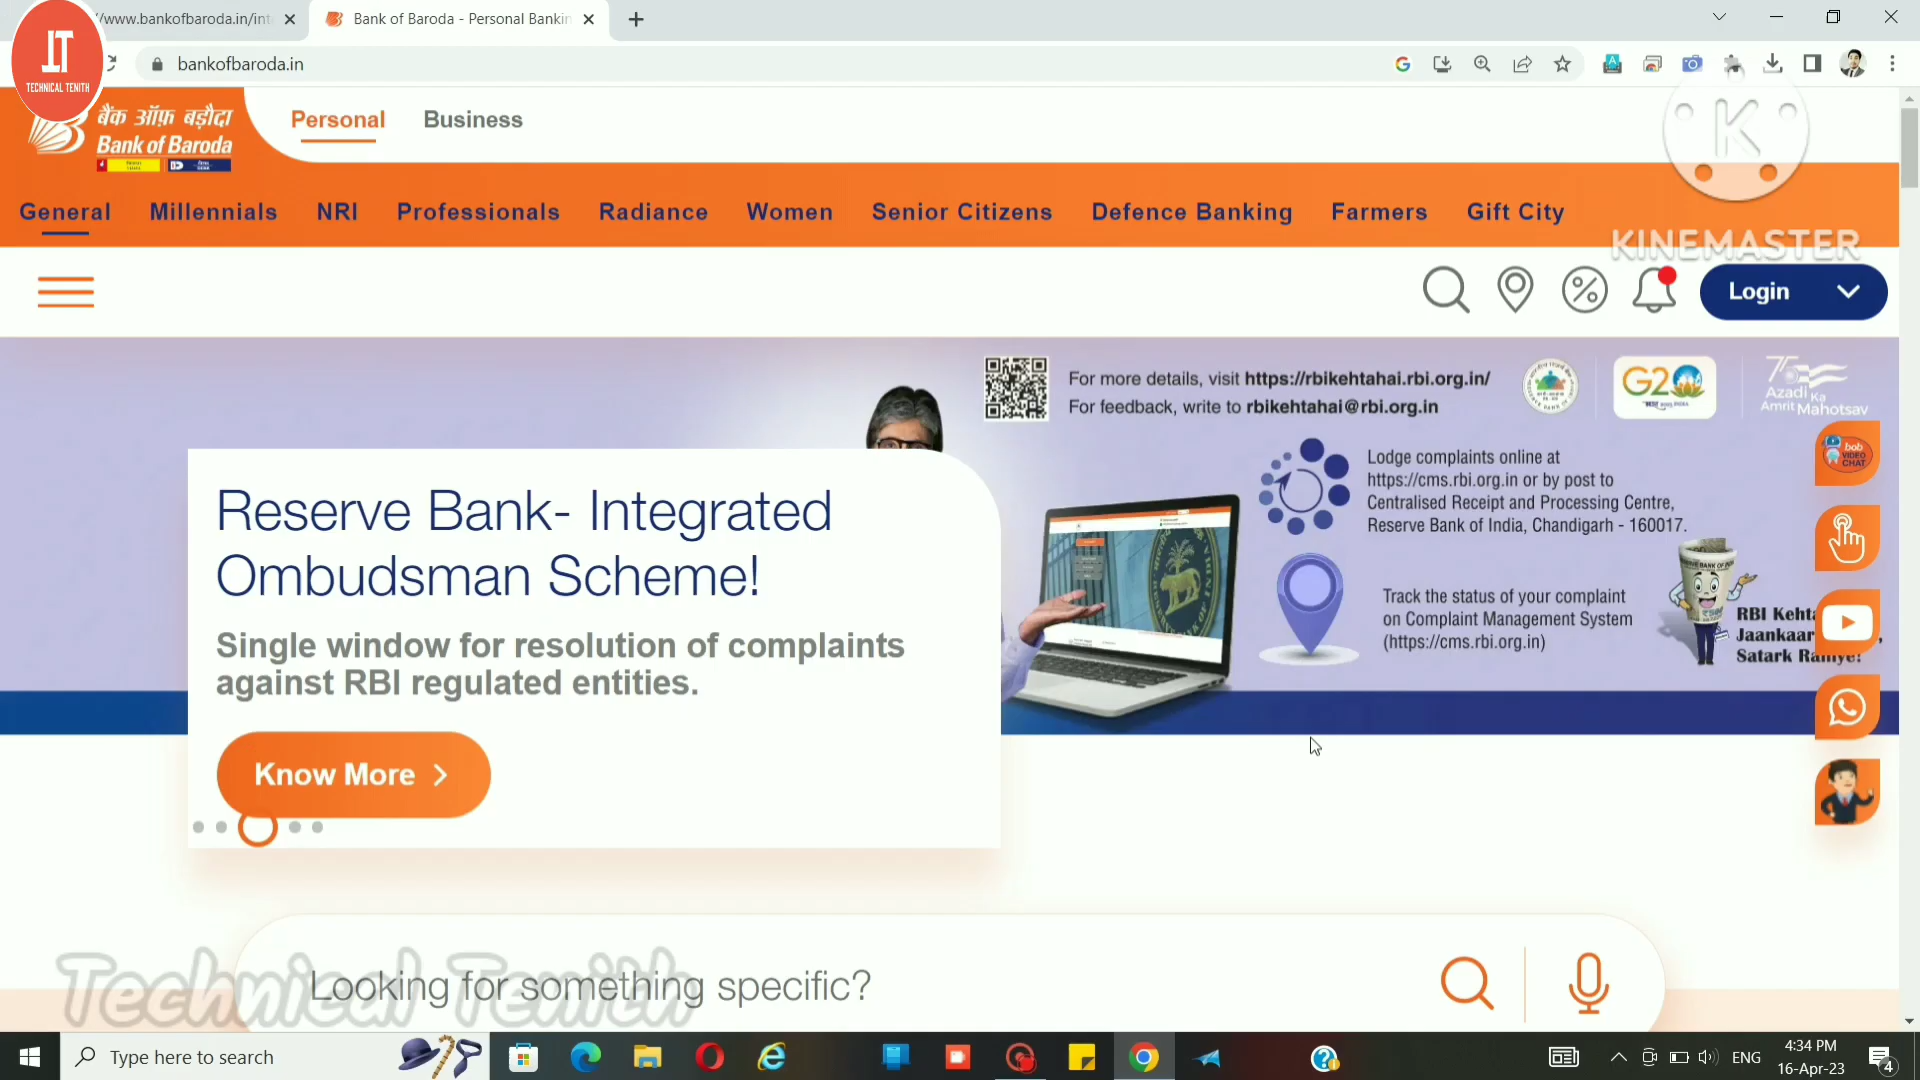 //www.bankofbaroda.in/int
Bank of Baroda - Personal Bankin
bankofbaroda.in
IT
TECHNICAL TENITH
बैंक ऑफ़ बड़ौदा
Bank of Baroda
Personal
Business
K
General
Millennials
NRI
Professionals
Radiance
Women
Senior Citizens
Defence Banking
Farmers
Gift City
KINEMASTER
Login
For more details, visit https://rbikehtahai.rbi.org.in/
For feedback, write to rbikehtahai@rbi.org.in
G20
75
Azadi Ka
Amrit Mahotsav
bob
VIDEO
CHAT
Reserve Bank- Integrated
Ombudsman Scheme!
Single window for resolution of complaints
against RBI regulated entities.
Know More
Lodge complaints online at
https://cms.rbi.org.in or by post to
Centralised Receipt and Processing Centre,
Reserve Bank of India, Chandigarh - 160017.
Track the status of your complaint
on Complaint Management System
(https://cms.rbi.org.in)
RBI Kehta
Jaankaar
Satark Rahiye!
Looking for something specific?
Technical Tenith
Type here to search
ENG
4:34 PM
16-Apr-23
4